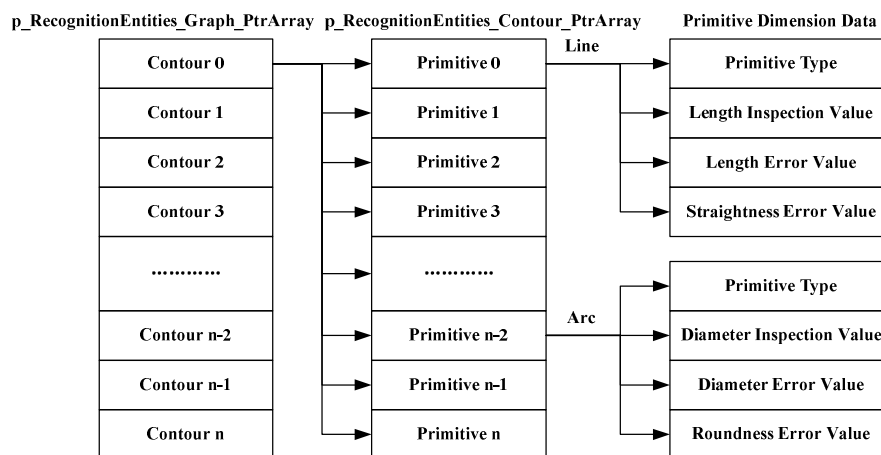 p_RecognitionEntities_Graph_PtrArray
Contour 0
Contour 1
Contour 2
Contour 3
............
Contour n-2
Contour n-1
Contour n
p_RecognitionEntities_Contour_PtrArray
Primitive 0
Primitive 1
Primitive 2
Primitive 3
............
Primitive n-2
Primitive n-1
Primitive n
Line
Arc
Primitive Dimension Data
Primitive Type
Length Inspection Value
Length Error Value
Straightness Error Value
Primitive Type
Diameter Inspection Value
Diameter Error Value
Roundness Error Value